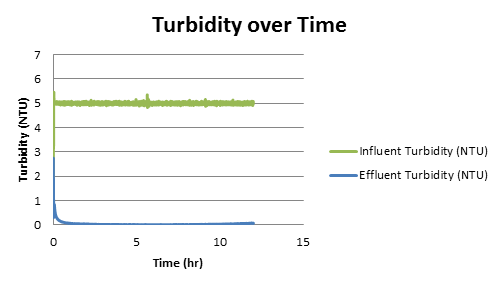 Turbidity over Time
Turbidity (NTU)
7
6
5
4
3
2
1
0
0 5 10 15
Time (hr)
Influent Turbidity (NTU)
Effluent Turbidity (NTU)